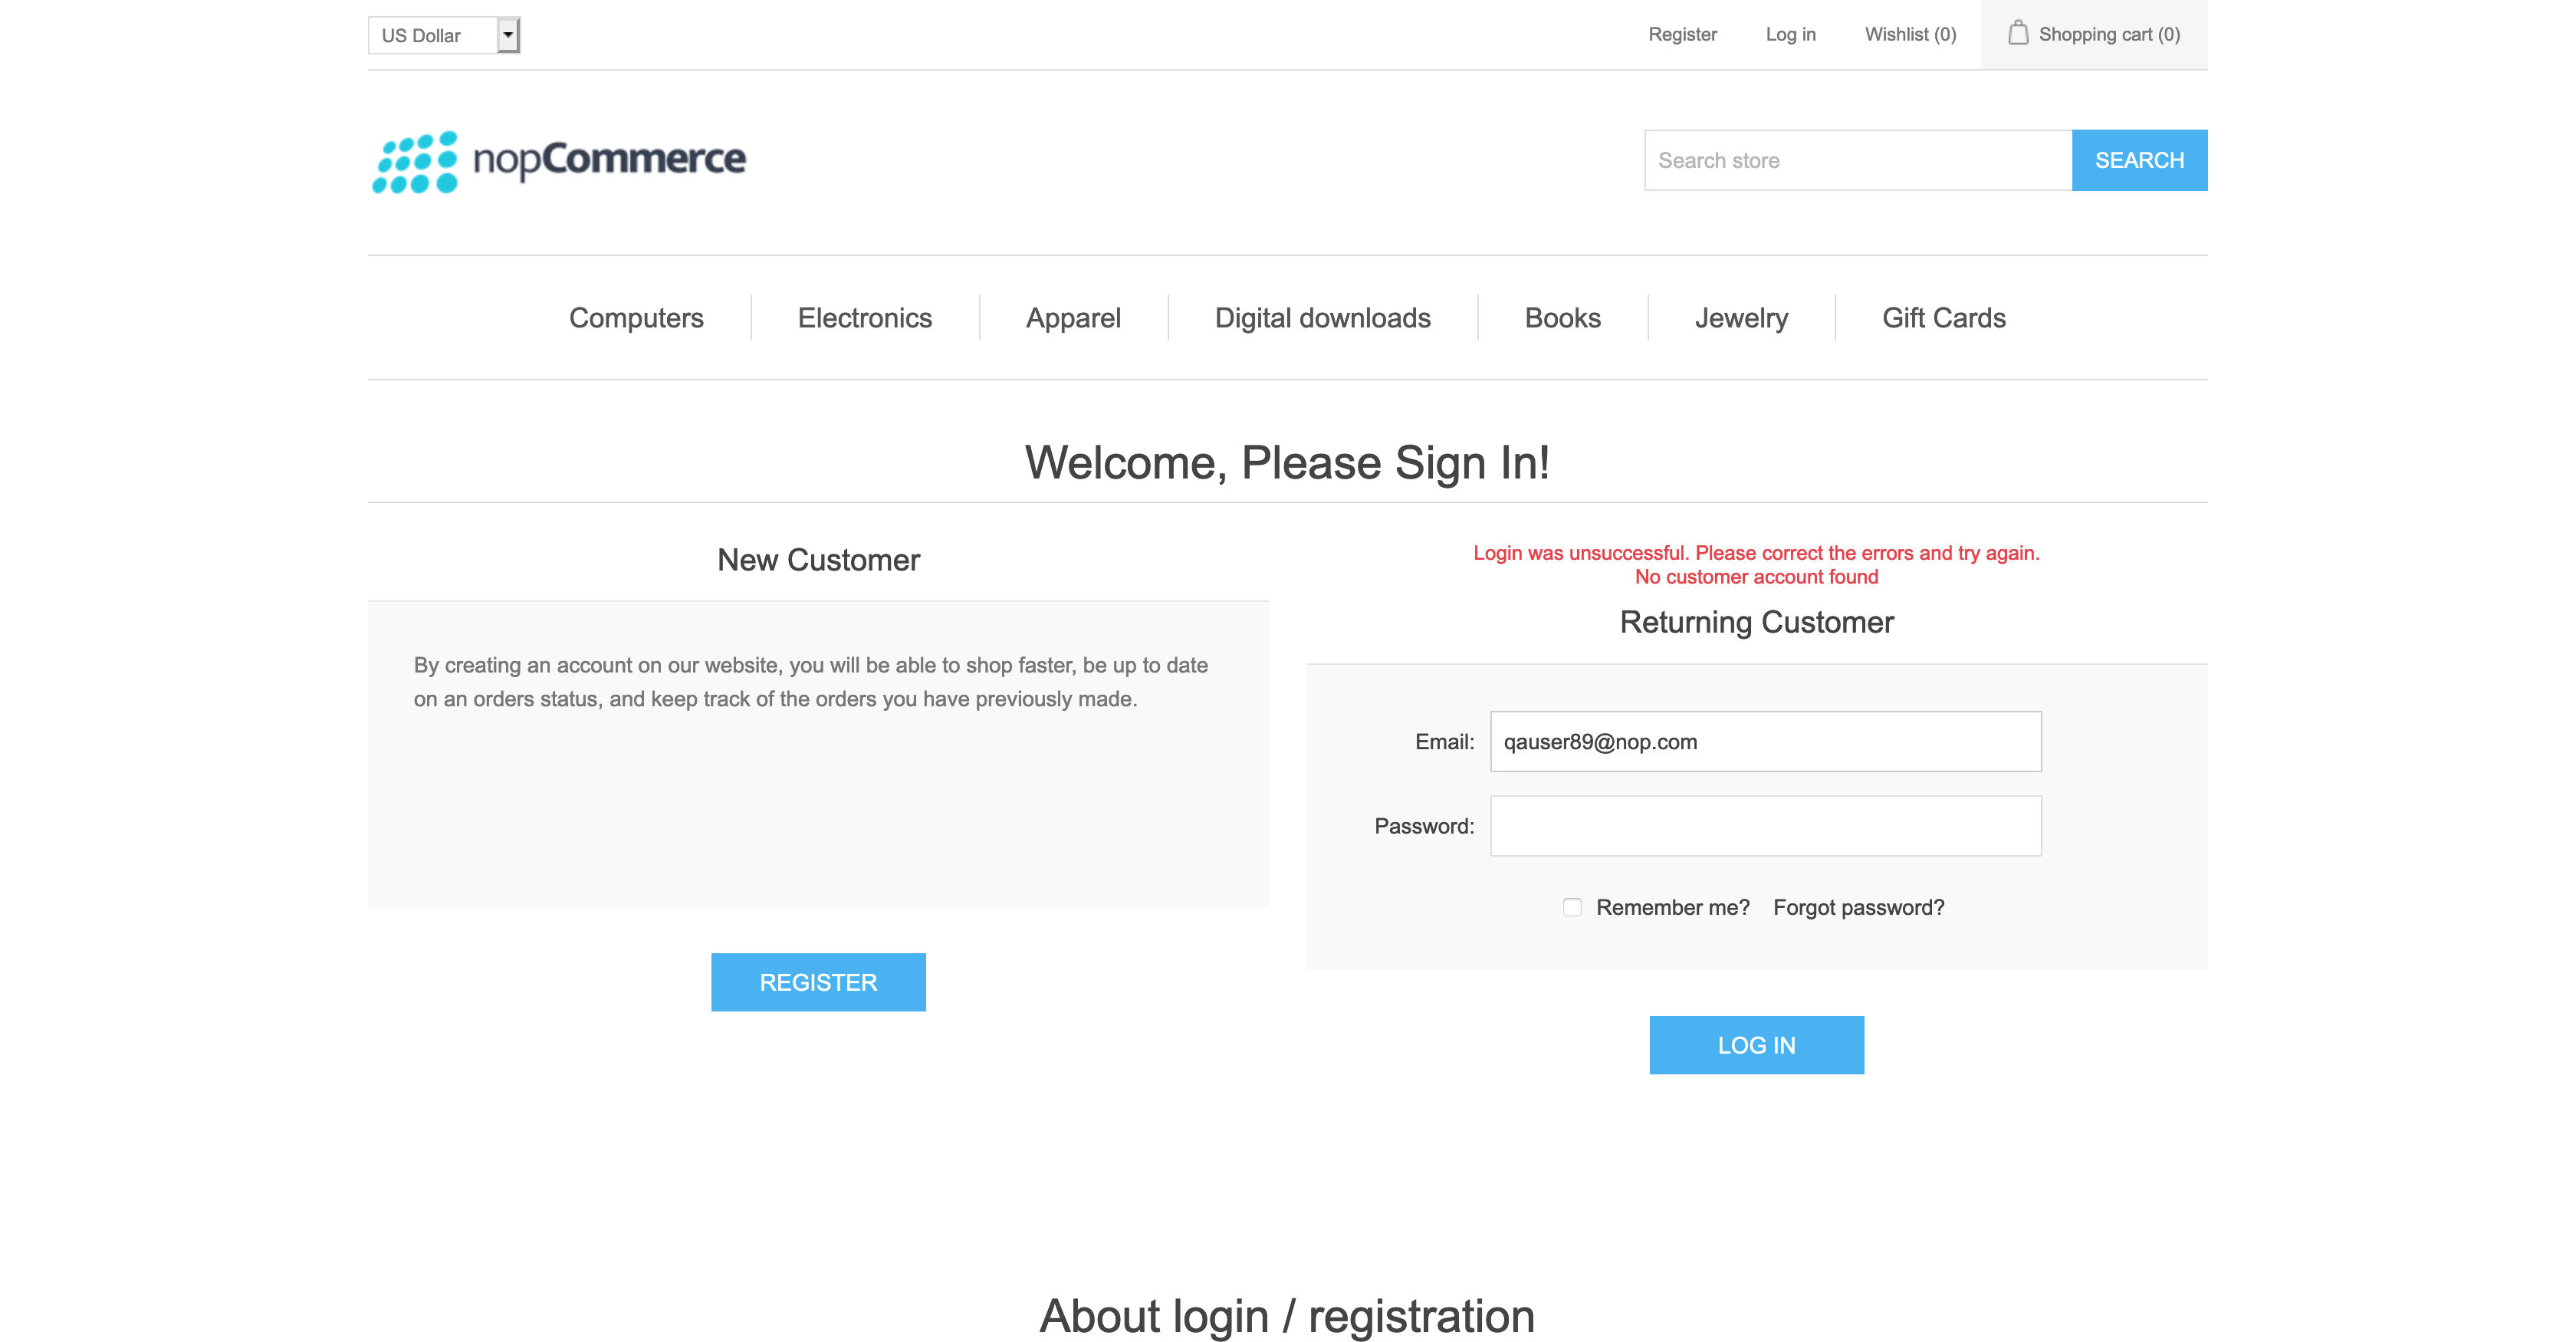 US Dollar
Register
Log in
Wishlist (0)
Shopping cart (0)
nopCommerce
Search store
SEARCH
Computers
Electronics
Apparel
Digital downloads
Books
Jewelry
Gift Cards
Welcome, Please Sign In!
New Customer
By creating an account on our website, you will be able to shop faster, be up to date
on an orders status, and keep track of the orders you have previously made.
REGISTER
Login was unsuccessful. Please correct the errors and try again.
No customer account found
Returning Customer
Email:
qauser89@nop.com
Password:
Remember me?
Forgot password?
LOG IN
About login / registration